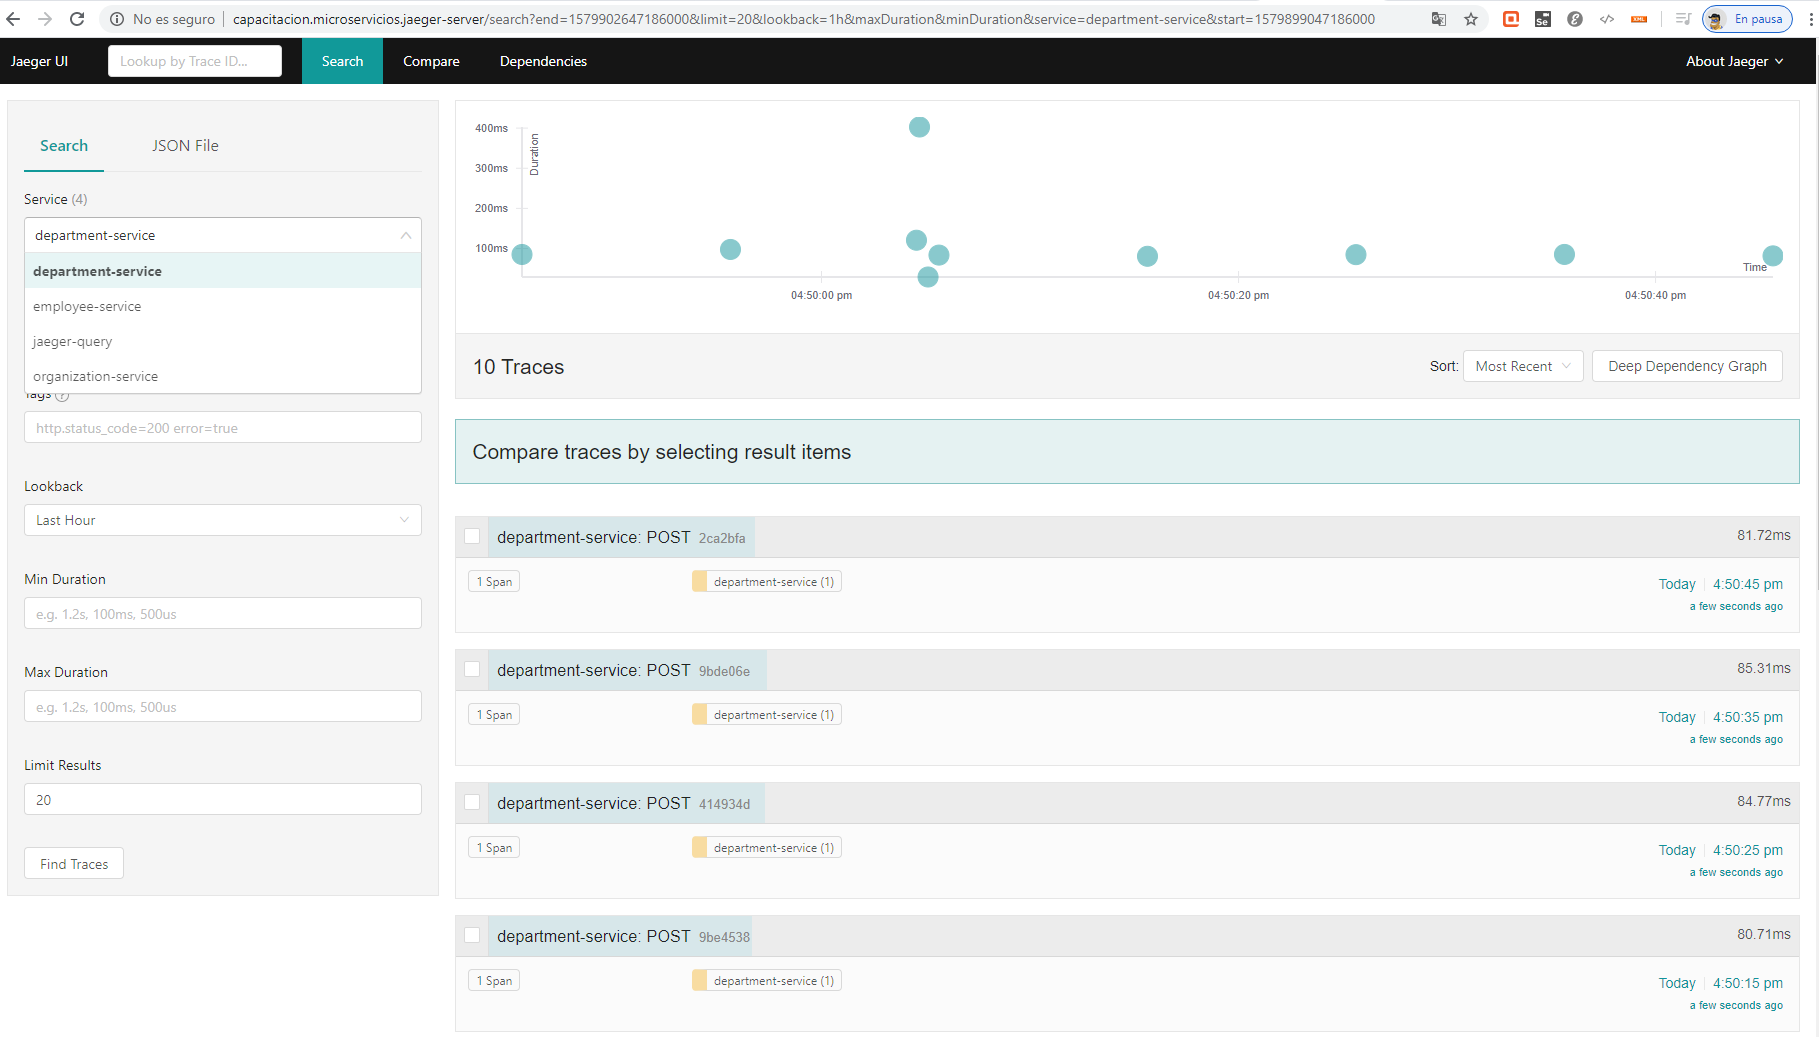 No es seguro
capacitacion.microservicios.jaeger-server/search?end=1579902647186000&limit=20&lookback=1h&maxDuration&minDuration&service=department-service&start=1579899047186000
Se
XML
En pausa
Jaeger UI
Lookup by Trace ID...
Search
Compare
Dependencies
About Jaeger
Search
JSON File
Service (4)
department-service
department-service
employee-service
jaeger-query
organization-service
Tags ?
http.status_code=200 error=true
Lookback
Last Hour
Min Duration
e.g. 1.2s, 100ms, 500us
Max Duration
e.g. 1.2s, 100ms, 500us
Limit Results
20
Find Traces
400ms
300ms
200ms
100ms
Duration
Time
04:50:00 pm
04:50:20 pm
04:50:40 pm
10 Traces
Sort:
Most Recent
Deep Dependency Graph
Compare traces by selecting result items
department-service: POST 2ca2bfa
81.72ms
1 Span
department-service (1)
Today
4:50:45 pm
a few seconds ago
department-service: POST 9bde06e
85.31ms
1 Span
department-service (1)
Today
4:50:35 pm
a few seconds ago
department-service: POST 414934d
84.77ms
1 Span
department-service (1)
Today
4:50:25 pm
a few seconds ago
department-service: POST 9be4538
80.71ms
1 Span
department-service (1)
Today
4:50:15 pm
a few seconds ago